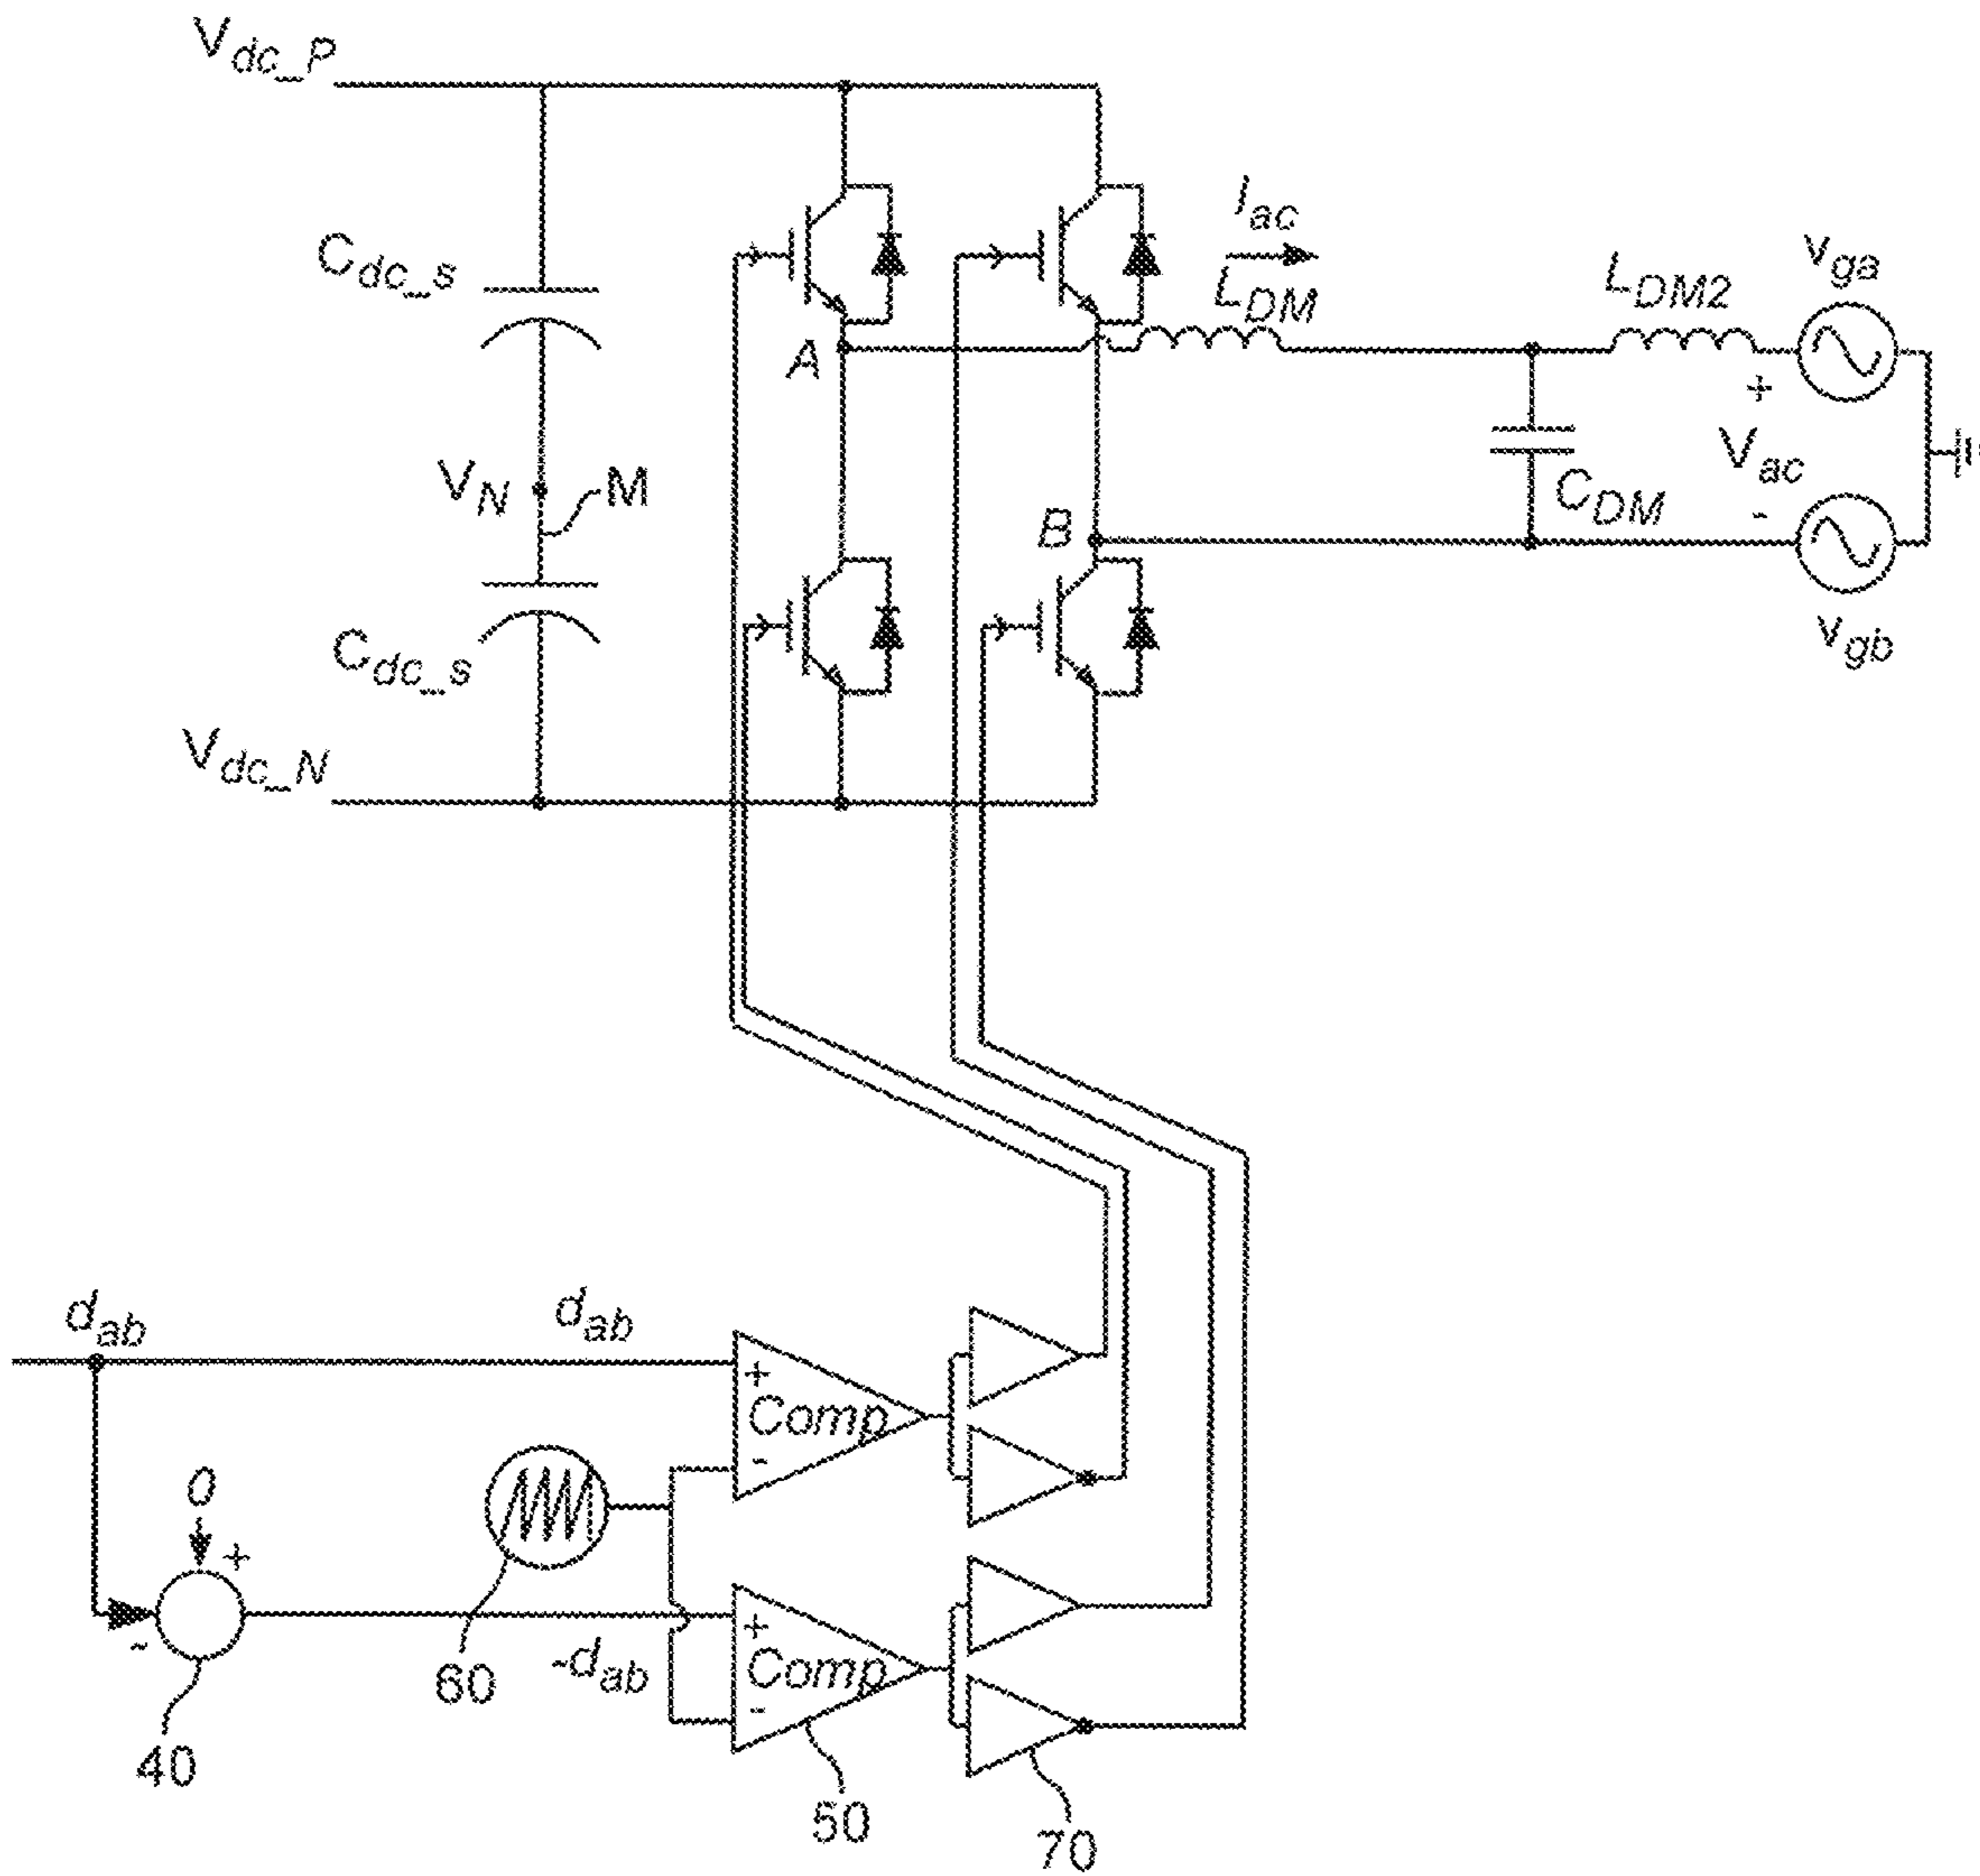 Vdc_P
Cdc_s
Iac
LDM
LDM2
vga
A
+
Vac
-
VN
M
CDM
B
Cdc_s
vgb
Vdc_N
dab
dab
+
Comp
-
0
+
-
60
-dab
+
Comp
-
40
50
70